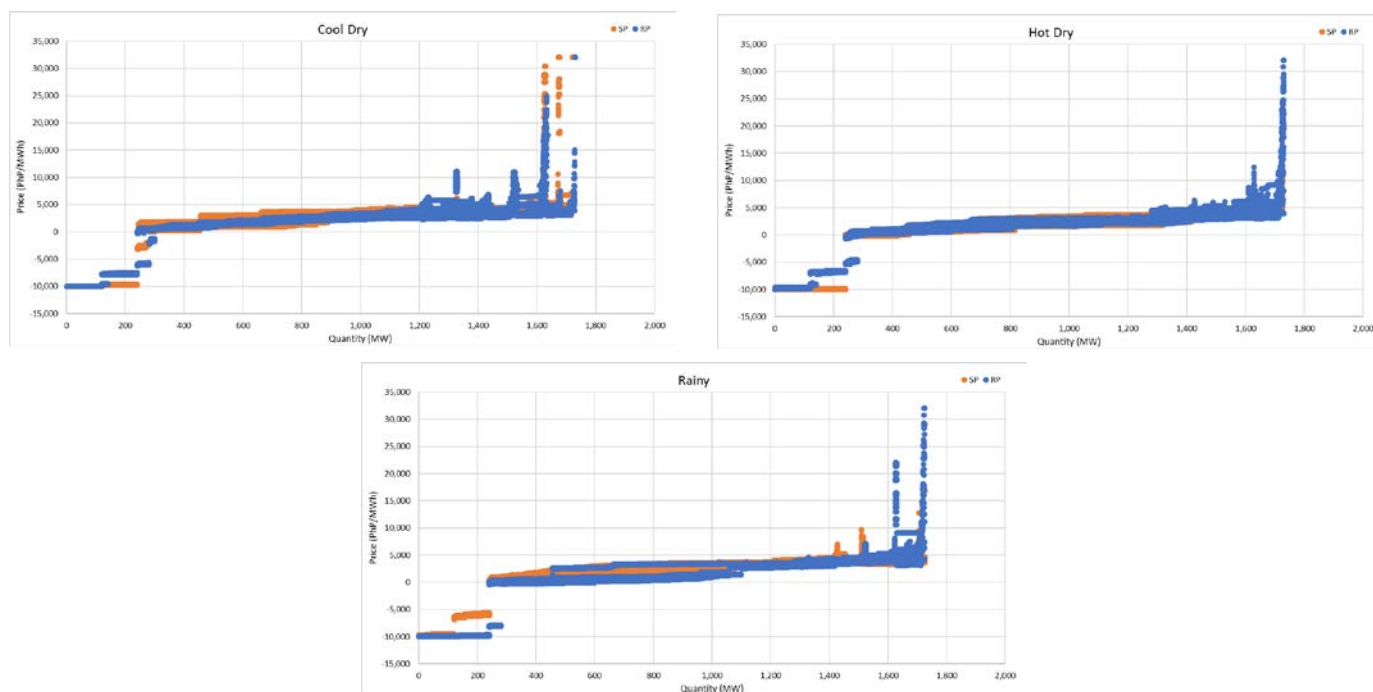 Cool Dry
SP RP
35,000
30,000
25,000
20,000
15,000
10,000
5,000
0
-5,000
-10,000
-15,000
Price (PhP/MWh)
0 200 400 600 800 1,000 1,200 1,400 1,600 1,800 2,000
Quantity (MW)
Hot Dry
SP RP
35,000
30,000
25,000
20,000
15,000
10,000
5,000
0
-5,000
-10,000
-15,000
Price (PhP/MWh)
0 200 400 600 800 1,000 1,200 1,400 1,600 1,800 2,000
Quantity (MW)
Rainy
SP RP
35,000
30,000
25,000
20,000
15,000
10,000
5,000
0
-5,000
-10,000
-15,000
Price (PhP/MWh)
0 200 400 600 800 1,000 1,200 1,400 1,600 1,800 2,000
Quantity (MW)